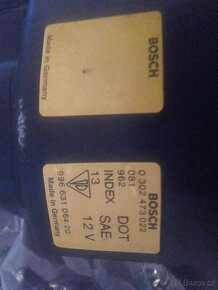 BOSCH
Made in Germany
BOSCH
0 302 473 022
081
962 DOT
INDEX SAE
13 12 V
996.631.064.20
Made in Germany